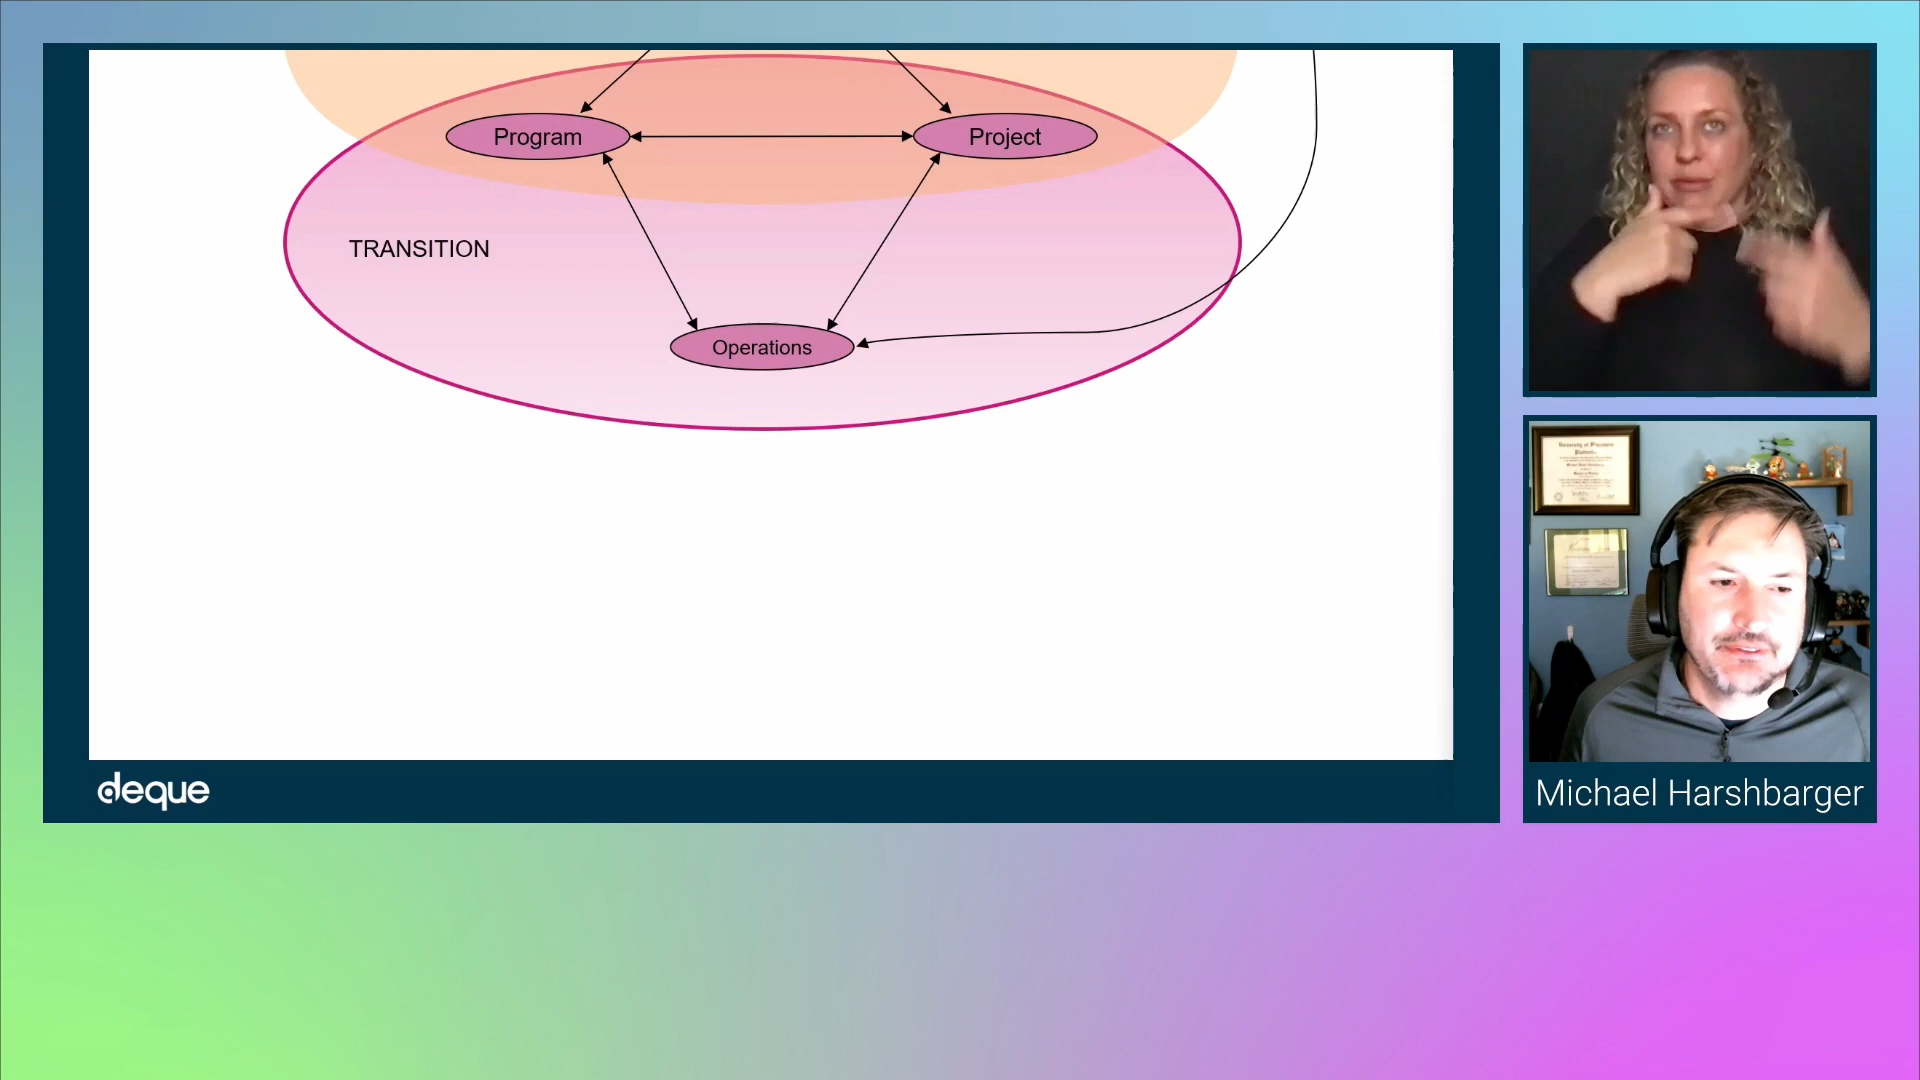 Program
Project
TRANSITION
Operations
deque
Michael Harshbarger